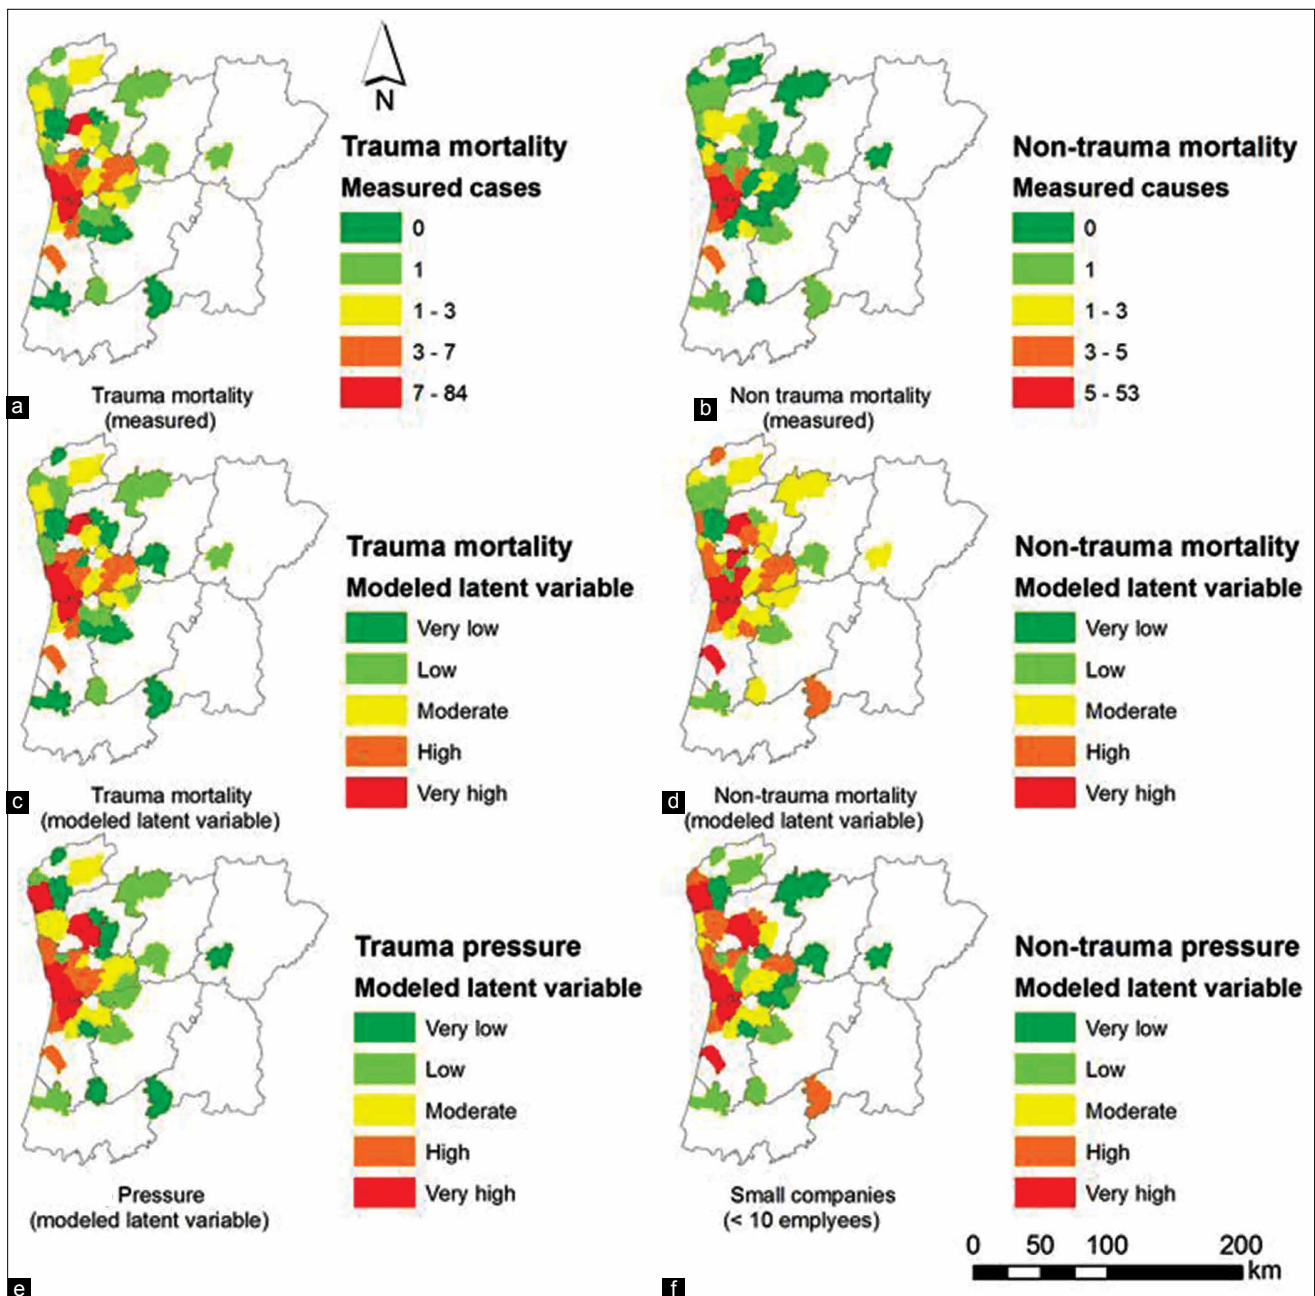 N
Trauma mortality
Measured cases
0
1
1 - 3
3 - 7
7 - 84
a
Trauma mortality
(measured)
Non-trauma mortality
Measured causes
0
1
1 - 3
3 - 5
5 - 53
b
Non trauma mortality
(measured)
Trauma mortality
Modeled latent variable
Very low
Low
Moderate
High
Very high
c
Trauma mortality
(modeled latent variable)
Non-trauma mortality
Modeled latent variable
Very low
Low
Moderate
High
Very high
d
Non-trauma mortality
(modeled latent variable)
Trauma pressure
Modeled latent variable
Very low
Low
Moderate
High
Very high
Pressure
(modeled latent variable)
e
Non-trauma pressure
Modeled latent variable
Very low
Low
Moderate
High
Very high
Small companies
(< 10 emplyees)
f
0 50 100 200
km